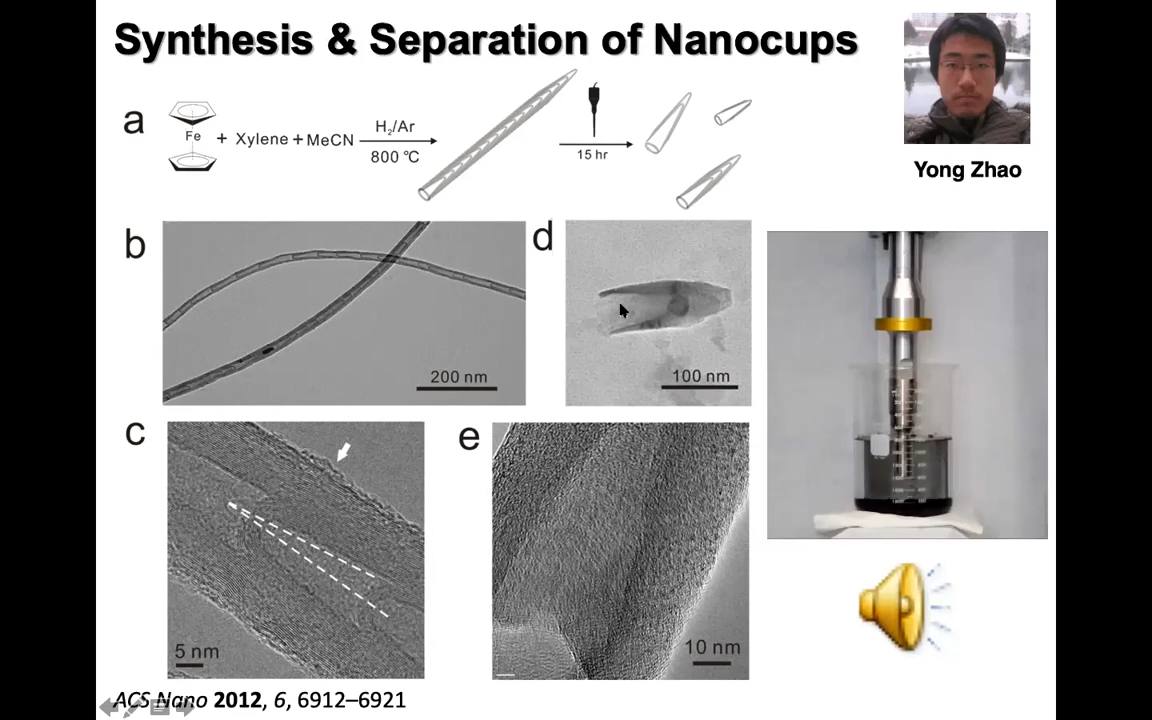 Synthesis & Separation of Nanocups
a
Fe
+ Xylene + MeCN
H₂/Ar
800 ℃
15 hr
Yong Zhao
b
200 nm
d
100 nm
c
5 nm
e
10 nm
ACS Nano 2012, 6, 6912–6921